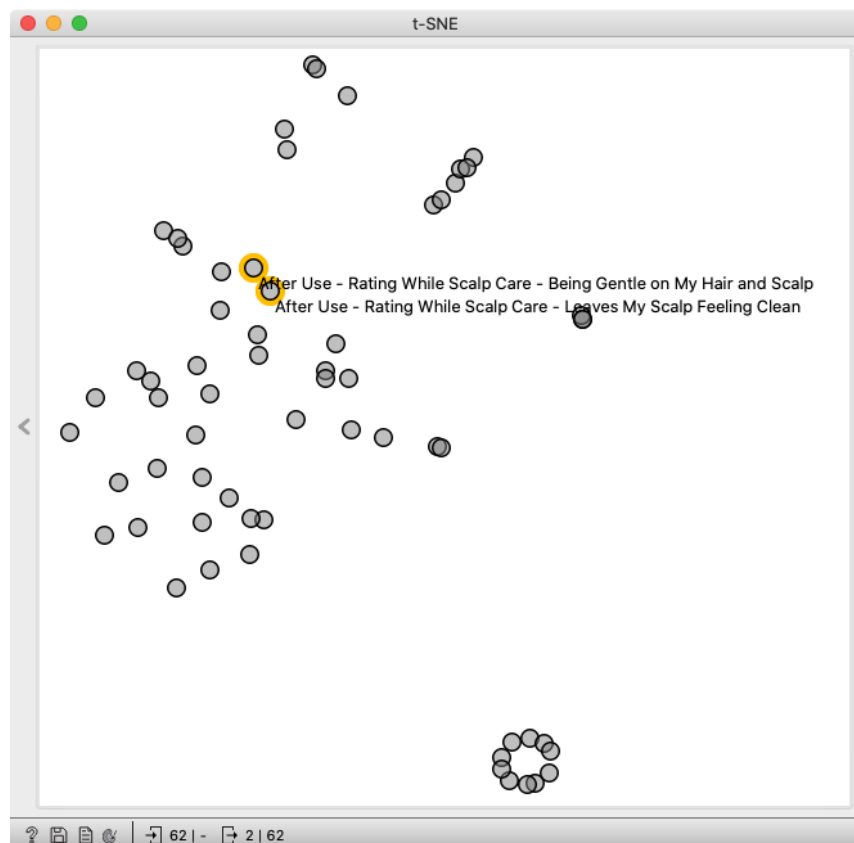 t-SNE
After Use - Rating While Scalp Care - Being Gentle on My Hair and Scalp
After Use - Rating While Scalp Care - Leaves My Scalp Feeling Clean
? 62 | - 2 | 62